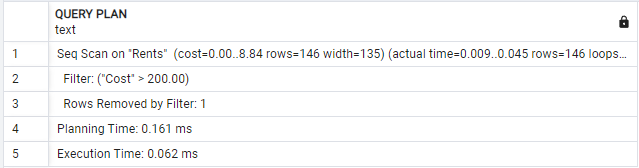 QUERY PLAN
text
1 Seq Scan on "Rents" (cost=0.00..8.84 rows=146 width=135) (actual time=0.009..0.045 rows=146 loops...
2 Filter: ("Cost" > 200.00)
3 Rows Removed by Filter: 1
4 Planning Time: 0.161 ms
5 Execution Time: 0.062 ms